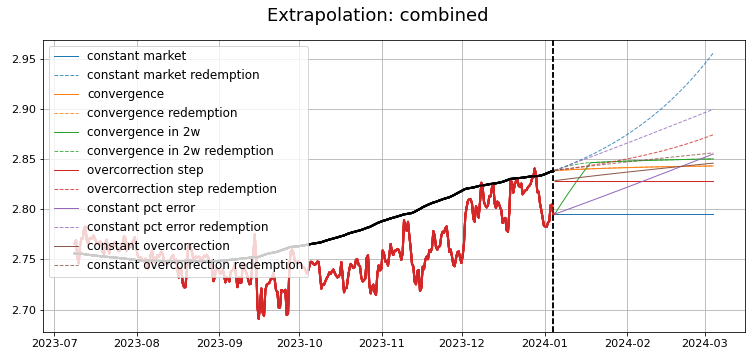 Extrapolation: combined
2.95
2.90
2.85
2.80
2.75
2.70
constant market
constant market redemption
convergence
convergence redemption
convergence in 2w
convergence in 2w redemption
overcorrection step
overcorrection step redemption
constant pct error
constant pct error redemption
constant overcorrection
constant overcorrection redemption
2023-07 2023-08 2023-09 2023-10 2023-11 2023-12 2024-01 2024-02 2024-03